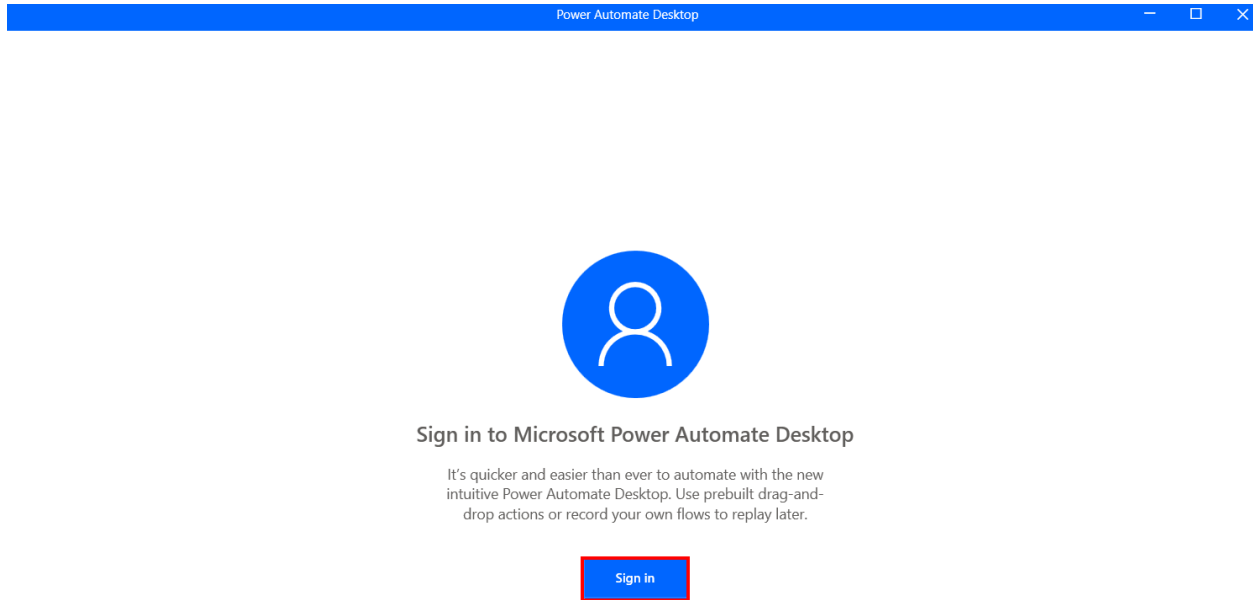 Power Automate Desktop
Sign in to Microsoft Power Automate Desktop
It's quicker and easier than ever to automate with the new
intuitive Power Automate Desktop. Use prebuilt drag-and-
drop actions or record your own flows to replay later.
Sign in